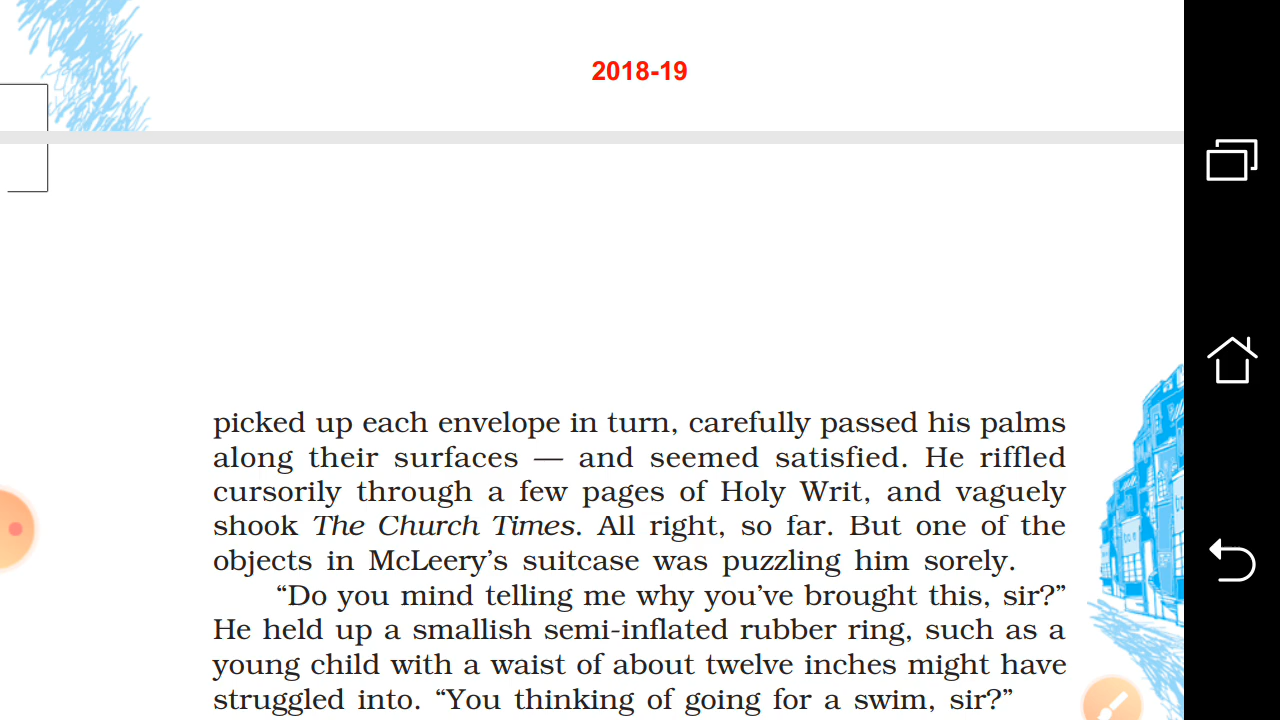 2018-19
picked up each envelope in turn, carefully passed his palms
along their surfaces — and seemed satisfied. He riffled
cursorily through a few pages of Holy Writ, and vaguely
shook The Church Times. All right, so far. But one of the
objects in McLeery’s suitcase was puzzling him sorely.
“Do you mind telling me why you’ve brought this, sir?”
He held up a smallish semi-inflated rubber ring, such as a
young child with a waist of about twelve inches might have
struggled into. “You thinking of going for a swim, sir?”